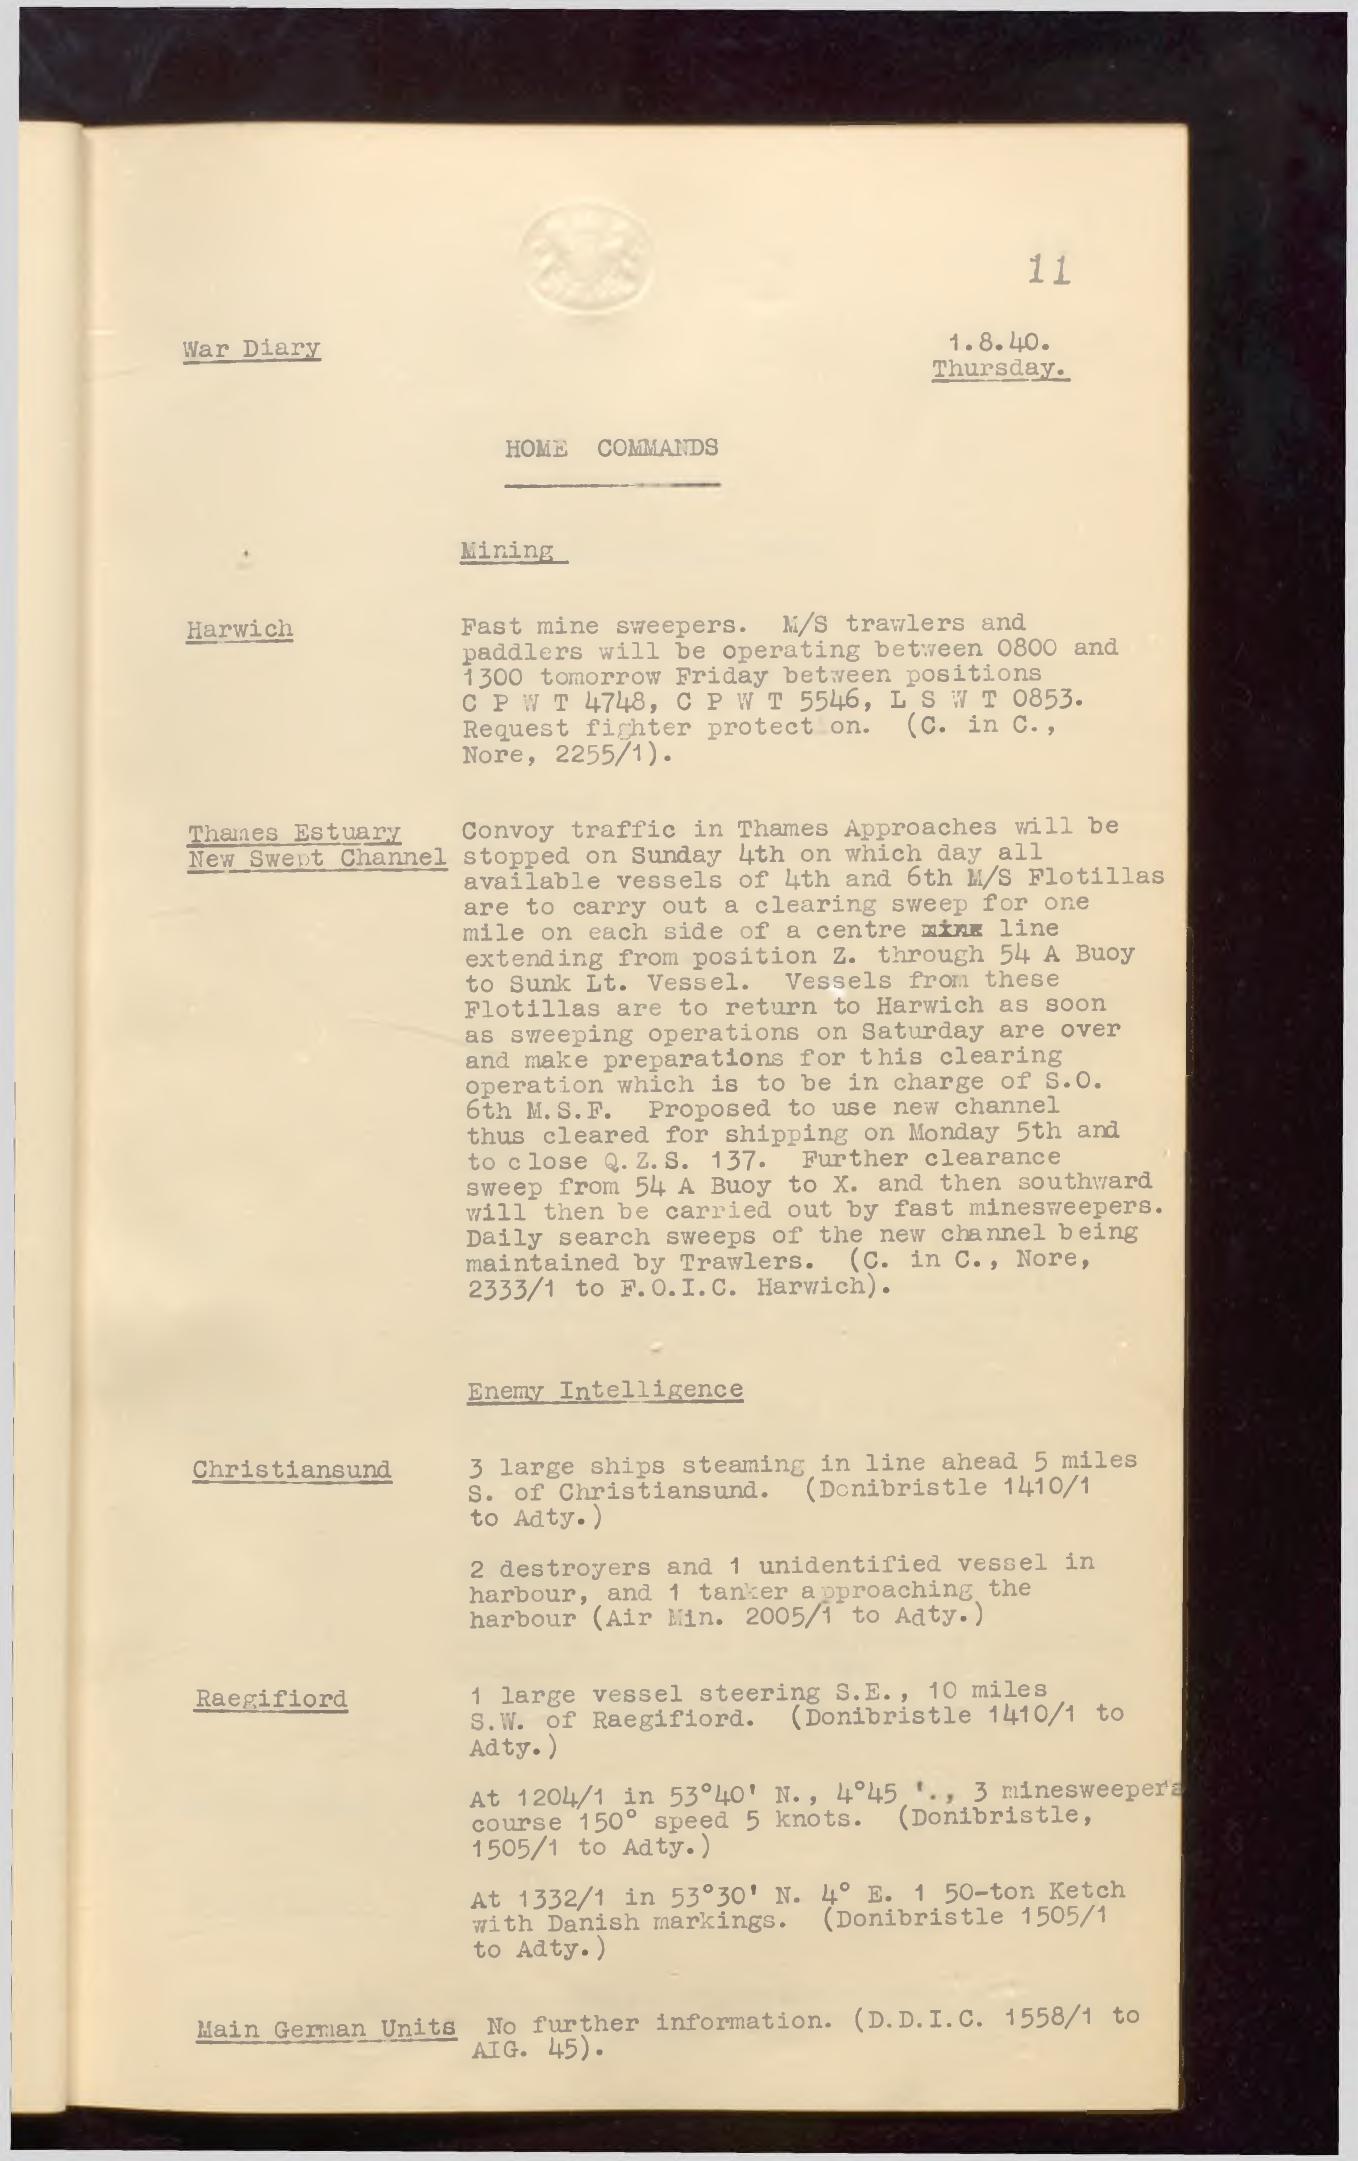 11
War Diary
1.8.40.
Thursday.
HOME COMMANDS
Mining
Harwich
Fast mine sweepers. M/S trawlers and
paddlers will be operating between 0800 and
1300 tomorrow Friday between positions
C P W T 4748, C P W T 5546, L S W T 0853.
Request fighter protect on. (C. in C.,
Nore, 2255/1).
Thames Estuary
New Swept Channel
Convoy traffic in Thames Approaches will be
stopped on Sunday 4th on which day all
available vessels of 4th and 6th M/S Flotillas
are to carry out a clearing sweep for one
mile on each side of a centre line
extending from position Z. through 54 A Buoy
to Sunk Lt. Vessel. Vessels from these
Flotillas are to return to Harwich as soon
as sweeping operations on Saturday are over
and make preparations for this clearing
operation which is to be in charge of S.O.
6th M.S.F. Proposed to use new channel
thus cleared for shipping on Monday 5th and
to close Q.Z.S. 137. Further clearance
sweep from 54 A Buoy to X. and then southward
will then be carried out by fast minesweepers.
Daily search sweeps of the new channel being
maintained by Trawlers. (C. in C., Nore,
2333/1 to F.O.I.C. Harwich).
Enemy Intelligence
Christiansund
3 large ships steaming in line ahead 5 miles
S. of Christiansund. (Donibristle 1410/1
to Adty.)
2 destroyers and 1 unidentified vessel in
harbour, and 1 tanker approaching the
harbour (Air Min. 2005/1 to Adty.)
Raegifiord
1 large vessel steering S.E., 10 miles
S.W. of Raegifiord. (Donibristle 1410/1 to
Adty.)
At 1204/1 in 53°40' N., 4°45 '., 3 minesweepers
course 150° speed 5 knots. (Donibristle,
1505/1 to Adty.)
At 1332/1 in 53°30' N. 4° E. 1 50-ton Ketch
with Danish markings. (Donibristle 1505/1
to Adty.)
Main German Units
No further information. (D.D.I.C. 1558/1 to
AIG. 45).